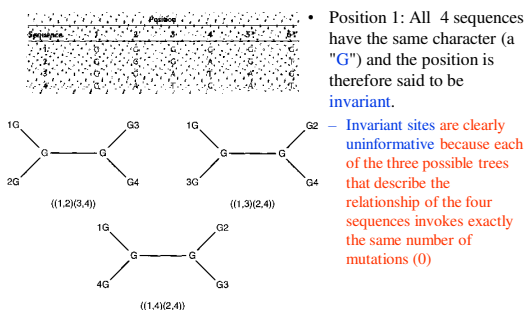 Position
Sequence 1 2 3 4 5* 6*
1
2
3
4
1G G3
G G
2G G4
((1,2)(3,4))
1G G2
G G
3G G4
((1,3)(2,4))
1G G2
G G
4G G3
((1,4)(2,4))
• Position 1: All 4 sequences
have the same character (a
"G") and the position is
therefore said to be
invariant.
– Invariant sites are clearly
uninformative because each
of the three possible trees
that describe the
relationship of the four
sequences invokes exactly
the same number of
mutations (0)